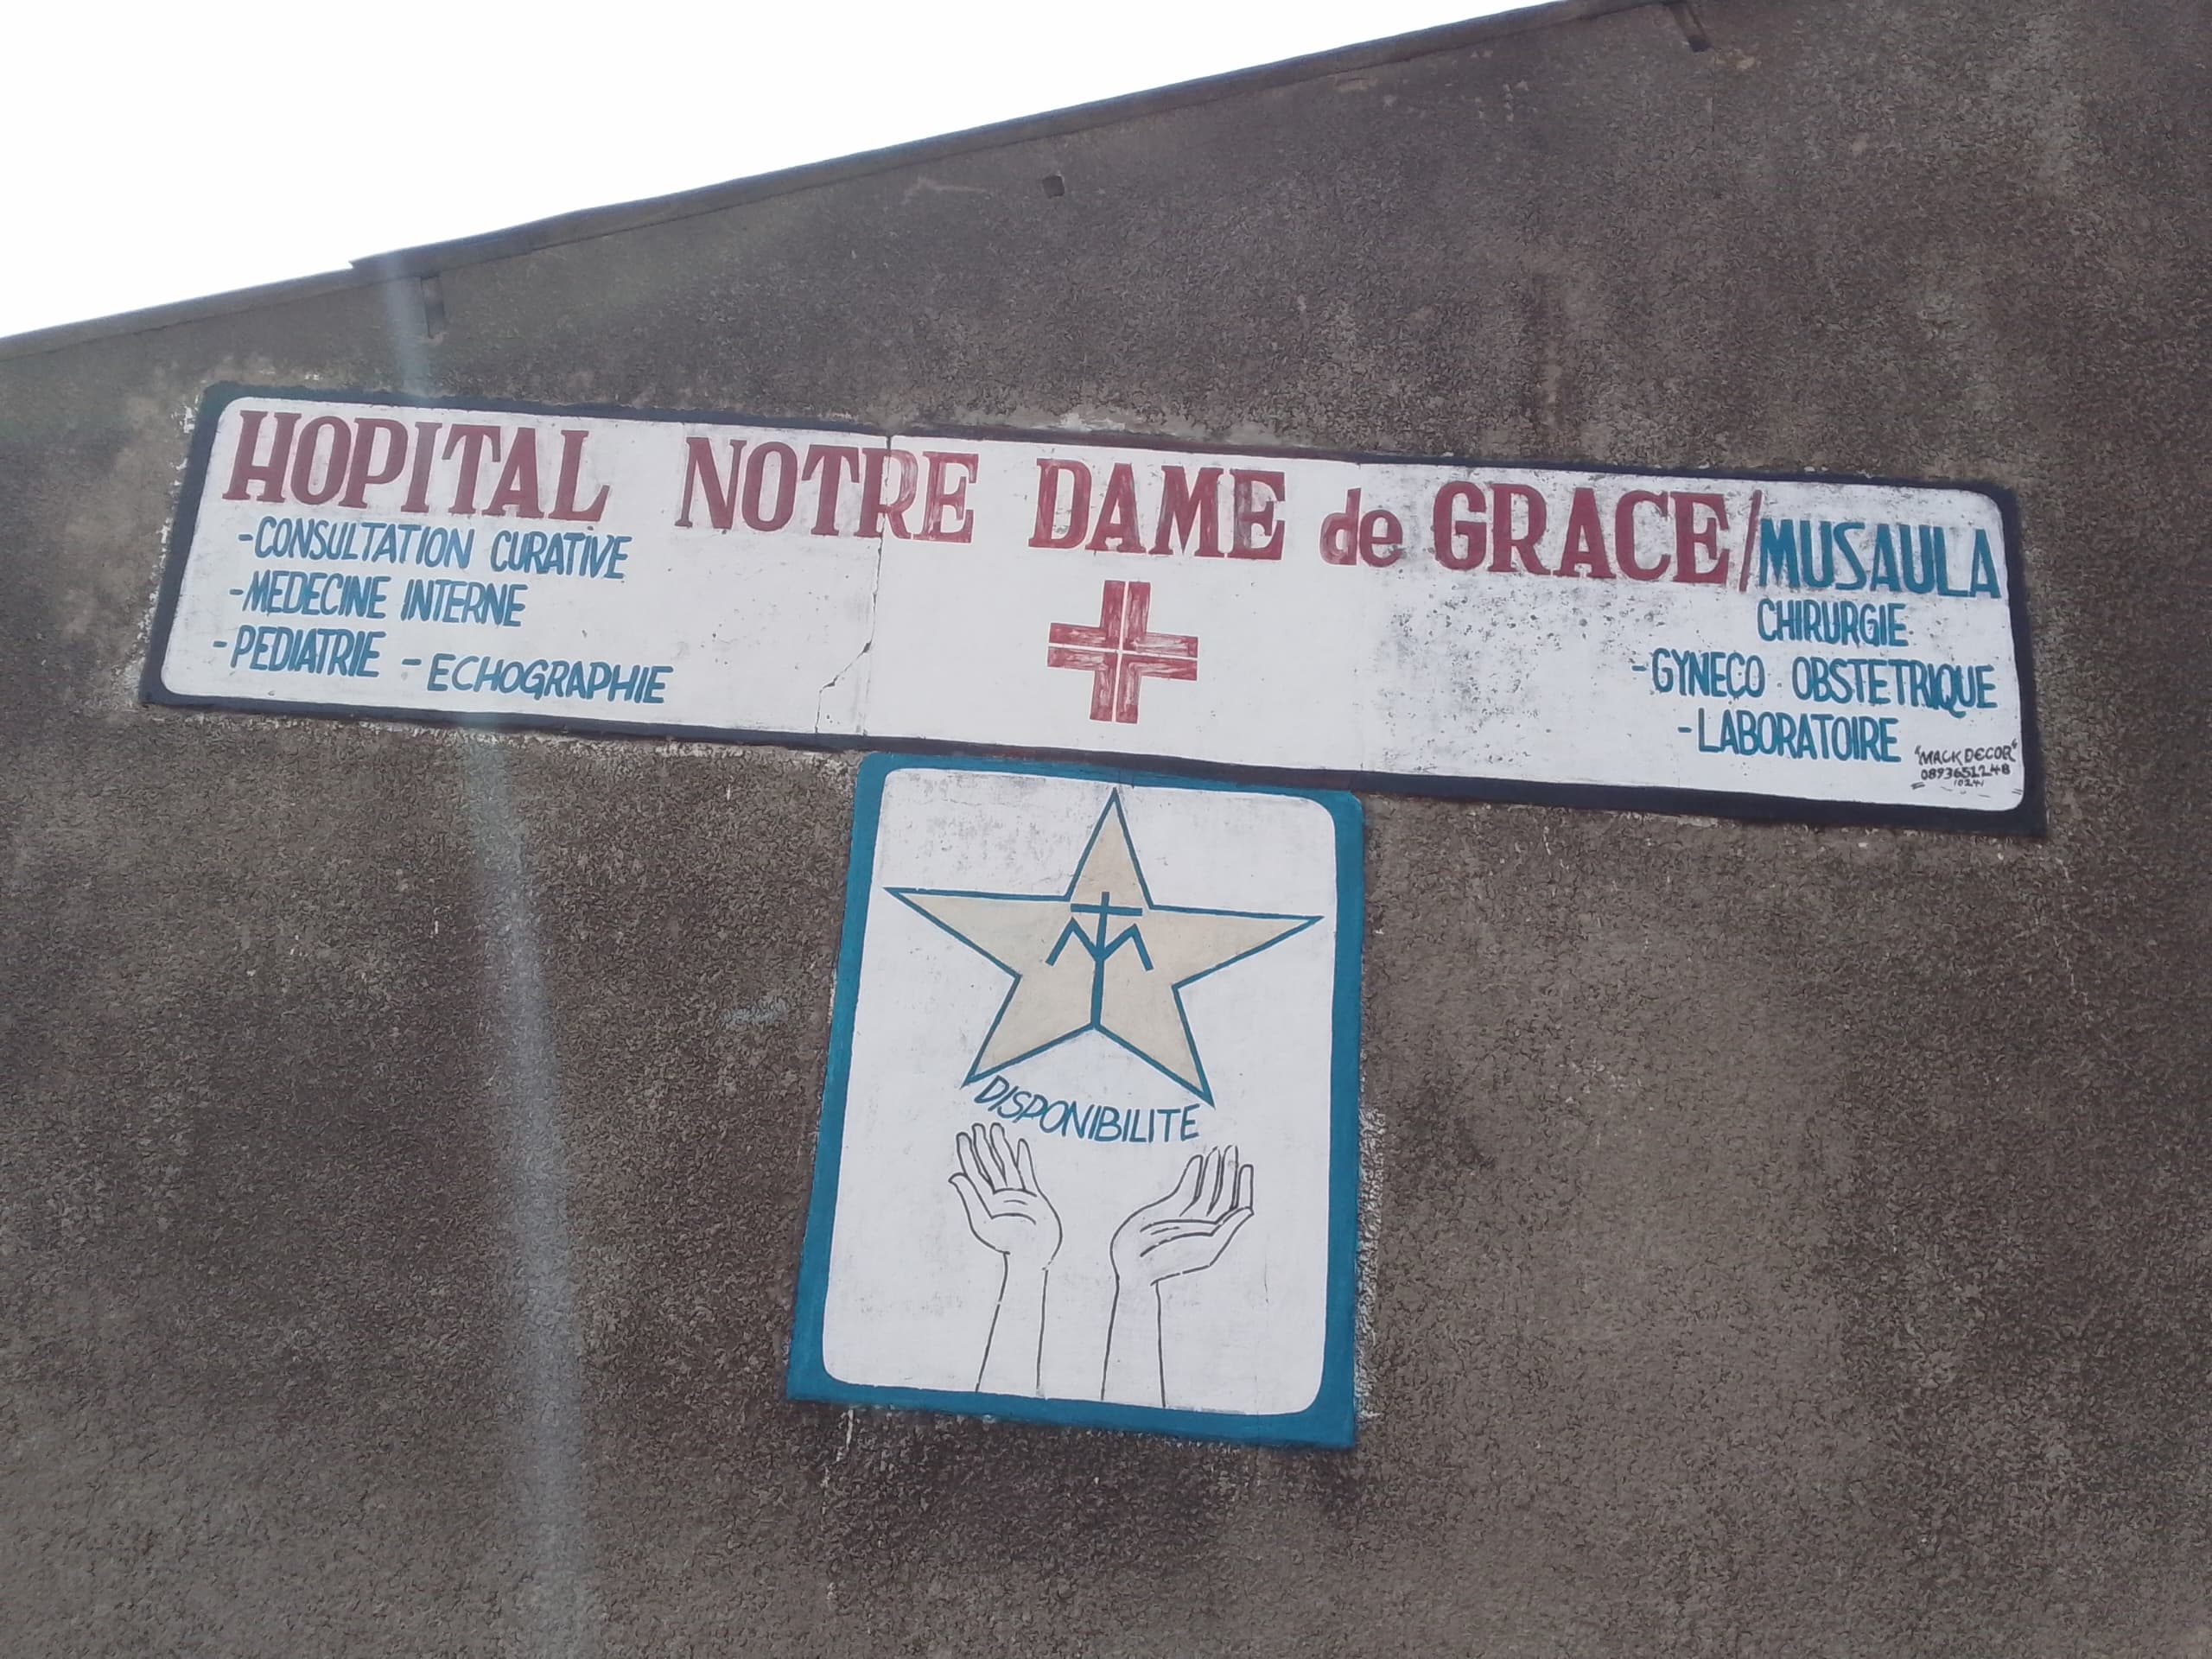 HOPITAL NOTRE DAME de GRACE/MUSAULA
-CONSULTATION CURATIVE
-MEDECINE INTERNE
-PEDIATRIE -ECHOGRAPHIE
CHIRURGIE
-GYNECO OBSTETRIQUE
-LABORATOIRE
"MACK DECOR"
DISPONIBILITE